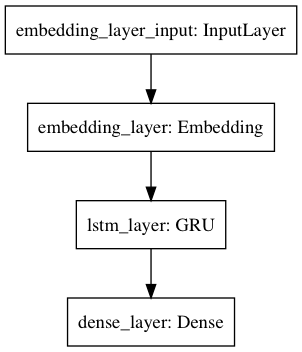 embedding_layer_input: InputLayer
embedding_layer: Embedding
lstm_layer: GRU
dense_layer: Dense